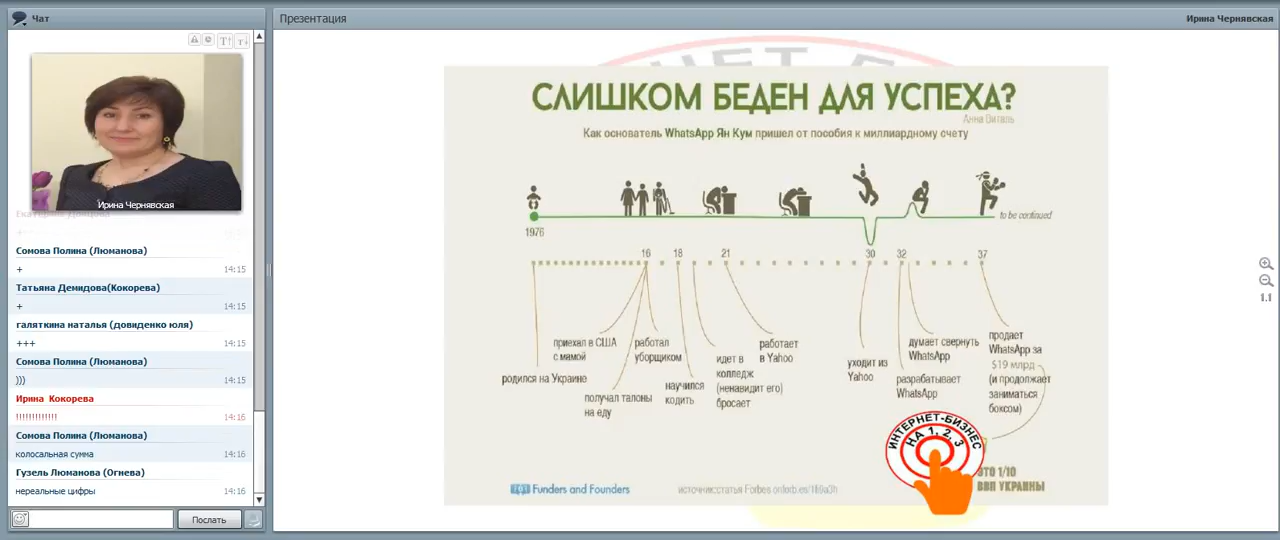 Чат
Презентация
Ирина Чернявская
Ирина Чернявская
Сомова Полина (Люманова)
+
14:15
Татьяна Демидова(Кокорева)
+
14:15
галяткина наталья (довиденко юля)
+++
14:15
Сомова Полина (Люманова)
)))
14:15
Ирина Кокорева
!!!!!!!!!!!!!
14:16
Сомова Полина (Люманова)
колосальная сумма
14:16
Гузель Люманова (Огнева)
нереальные цифры
14:16
Послать
СЛИШКОМ БЕДЕН ДЛЯ УСПЕХА?
Анна Виталь
Как основатель WhatsApp Ян Кум пришел от пособия к миллиардному счету
to be continued
1976
16 18 21 30 32 37
родился на Украине
приехал в США
с мамой
получал талоны
на еду
работал
уборщиком
научился
кодить
идет в
колледж
(ненавидит его)
бросает
работает
в Yahoo
уходит из
Yahoo
разрабатывает
WhatsApp
думает свернуть
WhatsApp
продает
WhatsApp за
$19 млрд
(и продолжает
заниматься
боксом)
ИНТЕРНЕТ-БИЗНЕС
НА 1, 2, 3
ЭТО 1/10
ВВП УКРАИНЫ
Funders and Founders
1.1